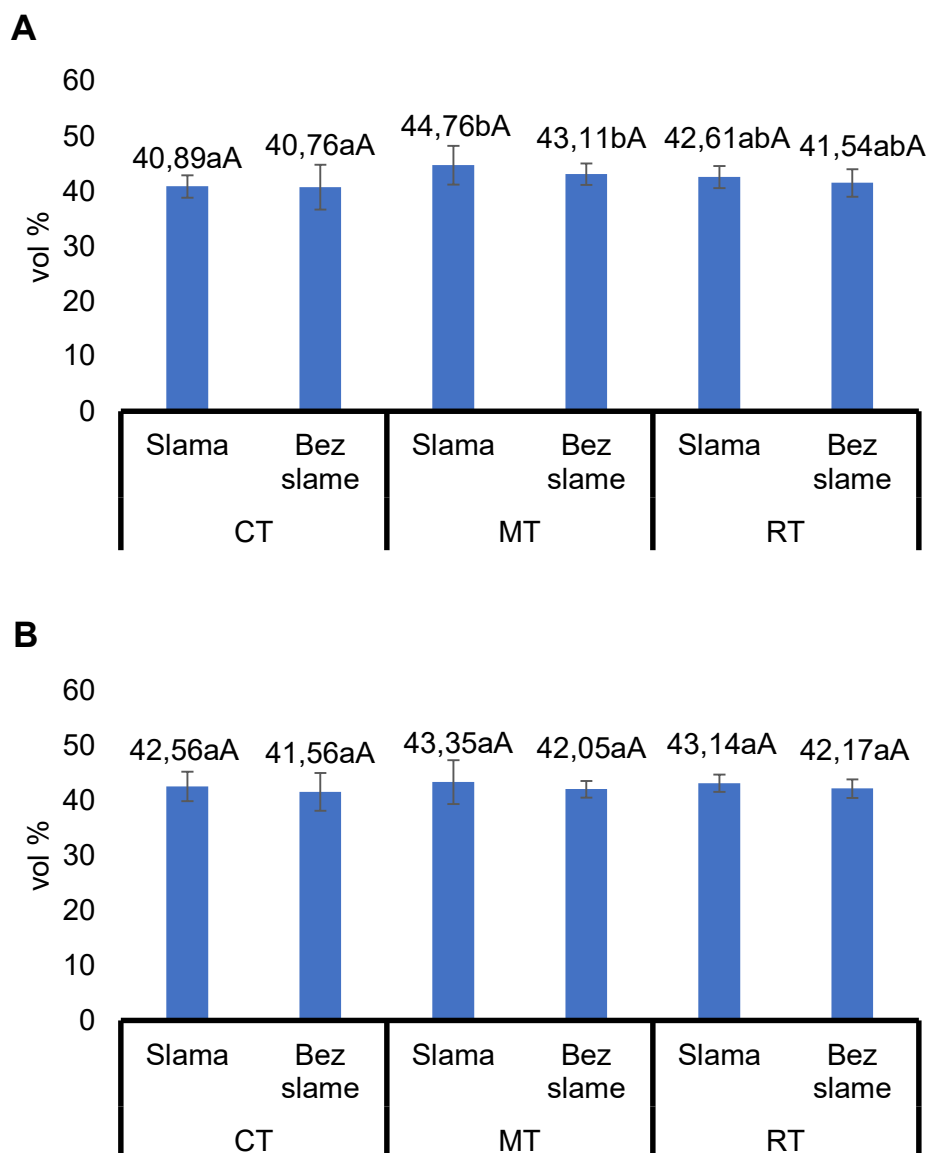 A
60
50
40
30
20
10
0
vol %
40,89aA 40,76aA 44,76bA 43,11bA 42,61abA 41,54abA
Slama Bez slame Slama Bez slame Slama Bez slame
CT MT RT
B
60
50
40
30
20
10
0
vol %
42,56aA 41,56aA 43,35aA 42,05aA 43,14aA 42,17aA
Slama Bez slame Slama Bez slame Slama Bez slame
CT MT RT